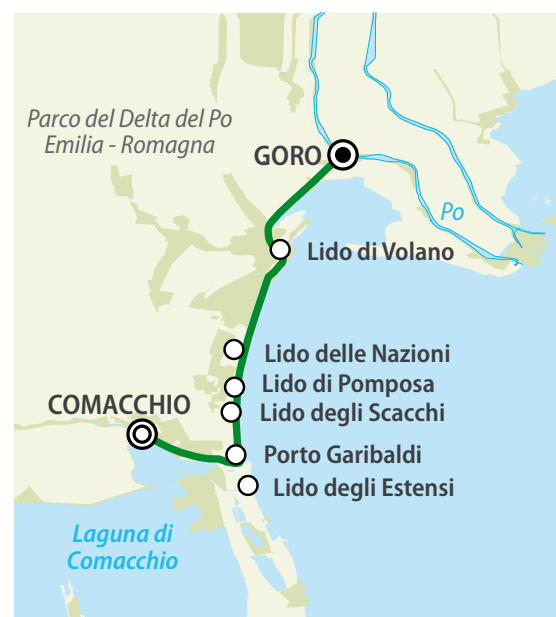 Parco del Delta del Po
Emilia - Romagna
GORO
Po
Lido di Volano
Lido delle Nazioni
Lido di Pomposa
COMACCHIO
Lido degli Scacchi
Porto Garibaldi
Lido degli Estensi
Laguna di
Comacchio